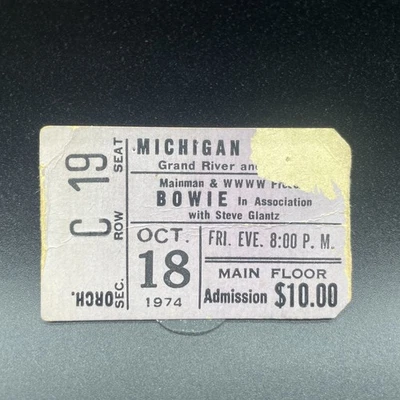 MICHIGAN
Grand River and
Mainman & WWWW
BOWIE In Association
with Steve Glantz
OCT.
18
1974
FRI. EVE. 8:00 P. M.
MAIN FLOOR
Admission $10.00
C 19
ROW SEAT
ORCH.
SEC.